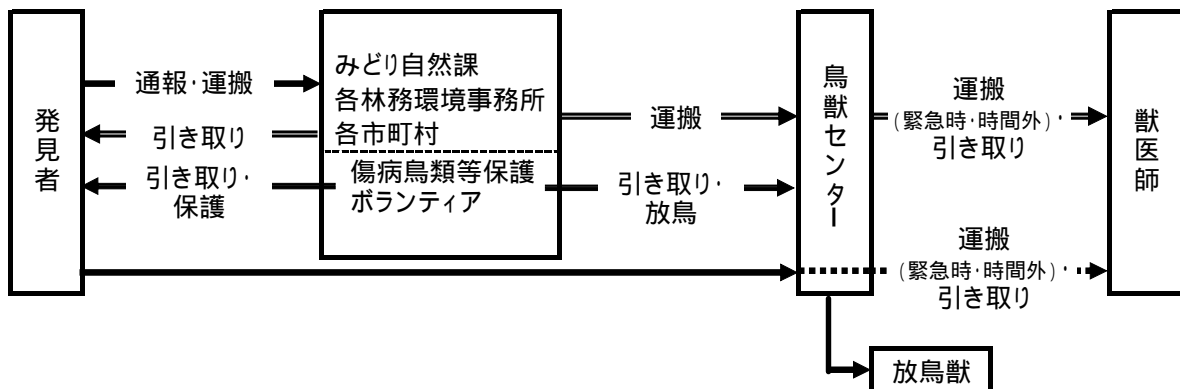 発見者
通報・運搬
引き取り
引き取り・
保護
みどり自然課
各林務環境事務所
各市町村
傷病鳥類等保護
ボランティア
運搬
引き取り・
放鳥
鳥獣センター
運搬
(緊急時・時間外)・
引き取り
運搬
(緊急時・時間外)・
引き取り
獣医師
放鳥獣